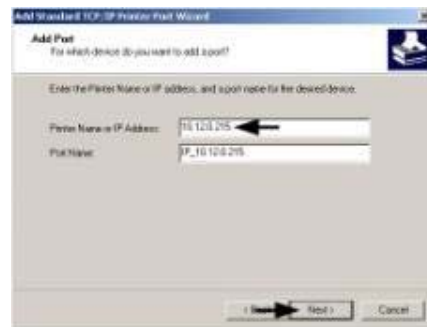 Add Standard TCP/IP Printer Port Wizard
Add Port
For which device do you want to add a port?
Enter the Printer Name or IP address, and a port name for the desired device.
Printer Name or IP Address: 10.12.0.215
Port Name: IP_10.12.0.215
Next >
Cancel